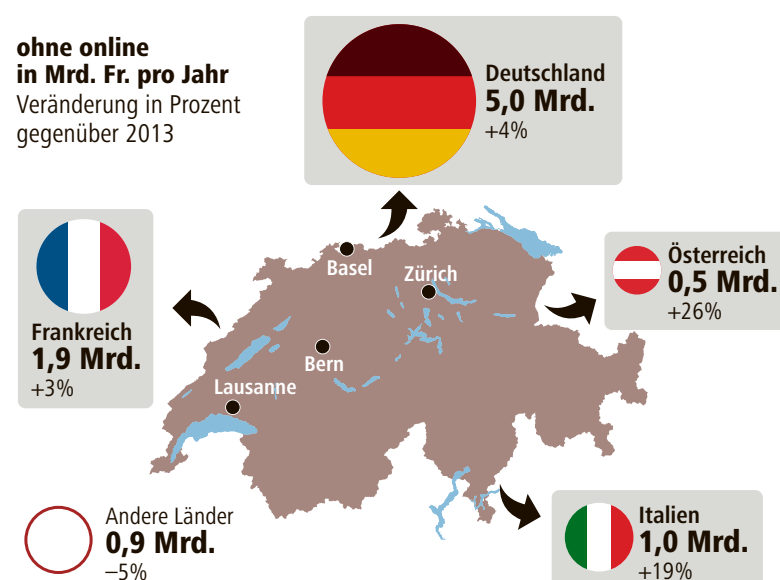 ohne online
in Mrd. Fr. pro Jahr
Veränderung in Prozent
gegenüber 2013
Deutschland
5,0 Mrd.
+4%
Frankreich
1,9 Mrd.
+3%
Basel
Zürich
Bern
Lausanne
Österreich
0,5 Mrd.
+26%
Andere Länder
0,9 Mrd.
–5%
Italien
1,0 Mrd.
+19%